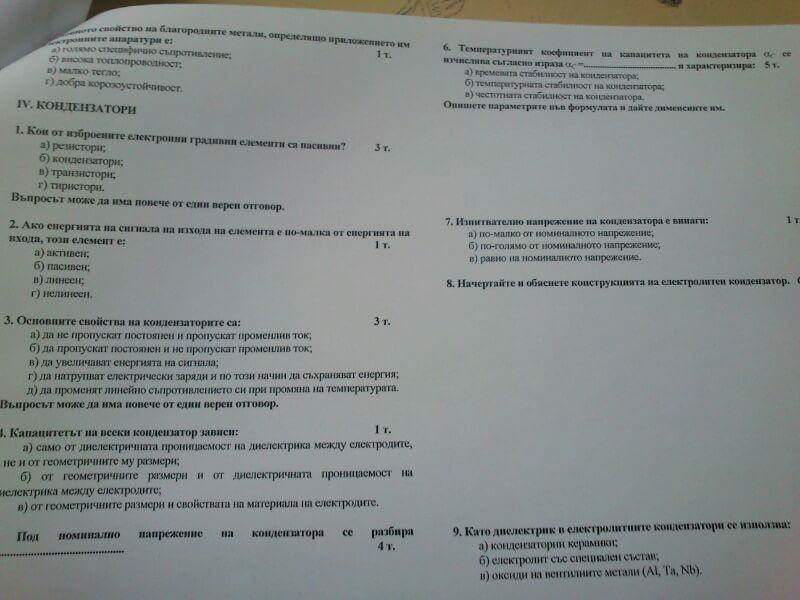 свойство на благородните метали, определящо приложението им
електронните апаратури е: 1 т.
а) голямо специфично съпротивление;
б) висока топлопроводност;
в) малко тегло;
г) добра корозоустойчивост.
IV. КОНДЕНЗАТОРИ
1. Кои от изброените електронни градивни елементи са пасивни? 3 т.
а) резистори;
б) кондензатори;
в) транзистори;
г) тиристори.
Въпросът може да има повече от един верен отговор.
2. Ако енергията на сигнала на изхода на елемента е по-малка от енергията на
входа, този елемент е: 1 т.
а) активен;
б) пасивен;
в) линеен;
г) нелинеен.
3. Основните свойства на кондензаторите са: 3 т.
а) да не пропускат постоянен и пропускат променлив ток;
б) да пропускат постоянен и не пропускат променлив ток;
в) да увеличават енергията на сигнала;
г) да натрупват електрически заряди и по този начин да съхраняват енергия;
д) да променят линейно съпротивлението си при промяна на температурата.
Въпросът може да има повече от един верен отговор.
4. Капацитетът на всеки кондензатор зависи: 1 т.
а) само от диелектричната проницаемост на диелектрика между електродите,
не и от геометричните му размери;
б) от геометричните размери и от диелектричната проницаемост на
диелектрика между електродите;
в) от геометричните размери и свойствата на материала на електродите.
Под номинално напрежение на кондензатора се разбира
........................................ 4 т.
6. Температурният коефициент на капацитета на кондензатора αC се
изчислява съгласно израза αC =.............................. и характеризира: 5 т.
а) времевата стабилност на кондензатора;
б) температурната стабилност на кондензатора;
в) честотната стабилност на кондензатора.
Опишете параметрите във формулата и дайте дименсиите им.
7. Изпитвателно напрежение на кондензатора е винаги: 1 т
а) по-малко от номиналното напрежение;
б) по-голямо от номиналното напрежение;
в) равно на номиналното напрежение.
8. Начертайте и обяснете конструкцията на електролитен кондензатор.
9. Като диелектрик в електролитните кондензатори се използва:
а) кондензаторни керамики;
б) електролит със специален състав;
в) оксиди на вентилните метали (Al, Ta, Nb).